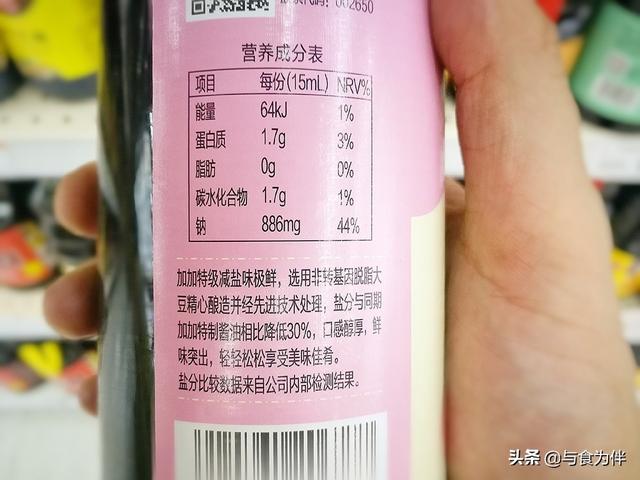 002650
营养成分表
项目 每份(15mL) NRV%
能量 64kJ 1%
蛋白质 1.7g 3%
脂肪 0g 0%
碳水化合物 1.7g 1%
钠 886mg 44%
加加特级减盐味极鲜，选用非转基因脱脂大
豆精心酿造并经先进技术处理，盐分与同期
加加特制酱油相比降低30%，口感醇厚，鲜
味突出，轻轻松松享受美味佳肴。
盐分比较数据来自公司内部检测结果。
头条 @与食为伴